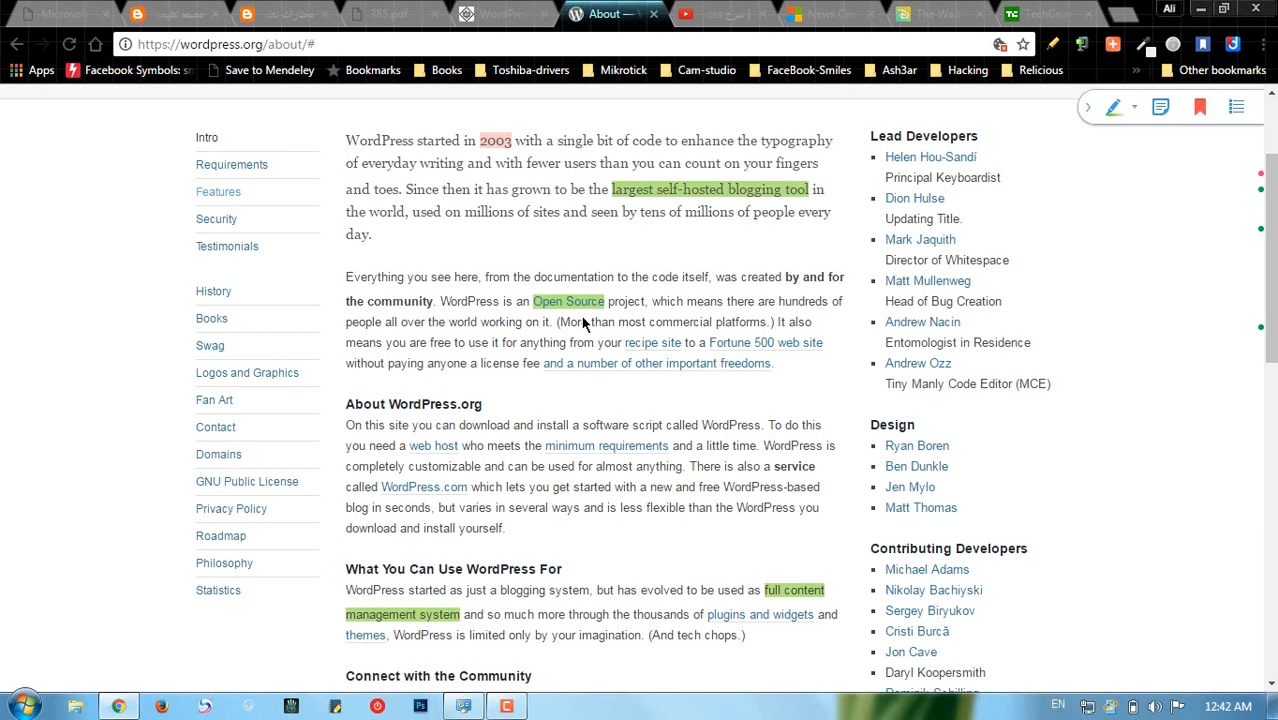 Microsof
اسم تعليمي
بتجارات لغة
385.pdf
WordPre
About — W
ح شرح css
News Ce
The Walt
TechCrun
Ali
https://wordpress.org/about/#
Apps
Facebook Symbols: sm
Save to Mendeley
Bookmarks
Books
Toshiba-drivers
Mikrotick
Cam-studio
FaceBook-Smiles
Ash3ar
Hacking
Relicious
»
Other bookmarks
Intro
Requirements
Features
Security
Testimonials
History
Books
Swag
Logos and Graphics
Fan Art
Contact
Domains
GNU Public License
Privacy Policy
Roadmap
Philosophy
Statistics
WordPress started in 2003 with a single bit of code to enhance the typography
of everyday writing and with fewer users than you can count on your fingers
and toes. Since then it has grown to be the largest self-hosted blogging tool in
the world, used on millions of sites and seen by tens of millions of people every
day.
Everything you see here, from the documentation to the code itself, was created by and for
the community. WordPress is an Open Source project, which means there are hundreds of
people all over the world working on it. (More than most commercial platforms.) It also
means you are free to use it for anything from your recipe site to a Fortune 500 web site
without paying anyone a license fee and a number of other important freedoms.
About WordPress.org
On this site you can download and install a software script called WordPress. To do this
you need a web host who meets the minimum requirements and a little time. WordPress is
completely customizable and can be used for almost anything. There is also a service
called WordPress.com which lets you get started with a new and free WordPress-based
blog in seconds, but varies in several ways and is less flexible than the WordPress you
download and install yourself.
What You Can Use WordPress For
WordPress started as just a blogging system, but has evolved to be used as full content
management system and so much more through the thousands of plugins and widgets and
themes, WordPress is limited only by your imagination. (And tech chops.)
Connect with the Community
Lead Developers
Helen Hou-Sandí
Principal Keyboardist
Dion Hulse
Updating Title.
Mark Jaquith
Director of Whitespace
Matt Mullenweg
Head of Bug Creation
Andrew Nacin
Entomologist in Residence
Andrew Ozz
Tiny Manly Code Editor (MCE)
Design
Ryan Boren
Ben Dunkle
Jen Mylo
Matt Thomas
Contributing Developers
Michael Adams
Nikolay Bachiyski
Sergey Biryukov
Cristi Burcă
Jon Cave
Daryl Koopersmith
Dominik Schilling
EN
12:42 AM